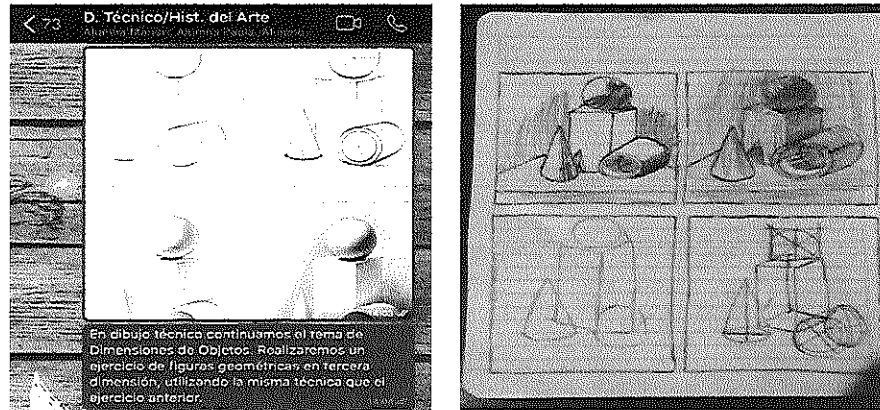 73
D. Técnico/Hist. del Arte
En dibujo técnico continuamos el tema de
Dimensiones de Objetos. Realizaremos un
ejercicio de figuras geométricas en tercera
dimensión, utilizando la misma técnica que el
ejercicio anterior.